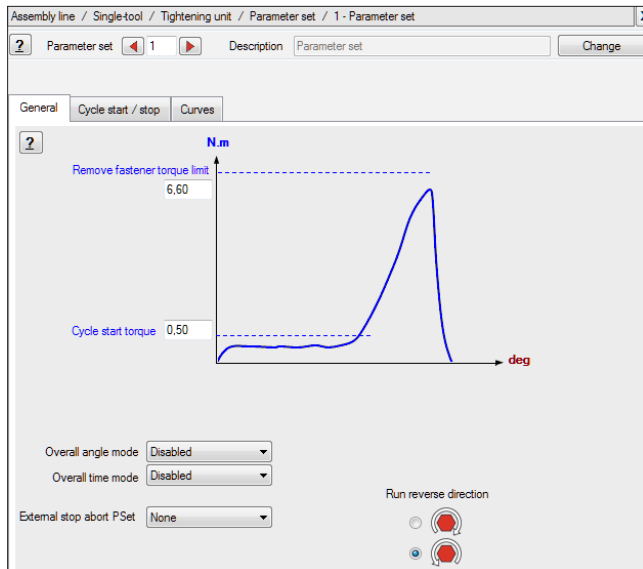 Assembly line / Single-tool / Tightening unit / Parameter set / 1 - Parameter set
? Parameter set 1 Description Parameter set Change
General Cycle start / stop Curves
?
N.m
Remove fastener torque limit
6,60
Cycle start torque 0,50
deg
Overall angle mode Disabled
Overall time mode Disabled
External stop abort PSet None
Run reverse direction